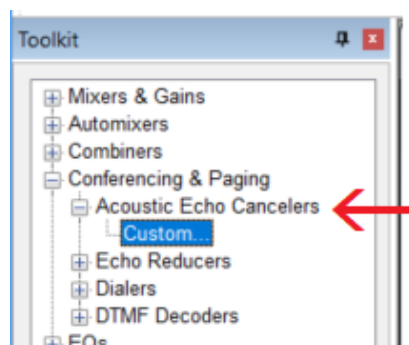 Toolkit
Mixers & Gains
Automixers
Combiners
Conferencing & Paging
Acoustic Echo Cancelers
Custom...
Echo Reducers
Dialers
DTMF Decoders
EQs